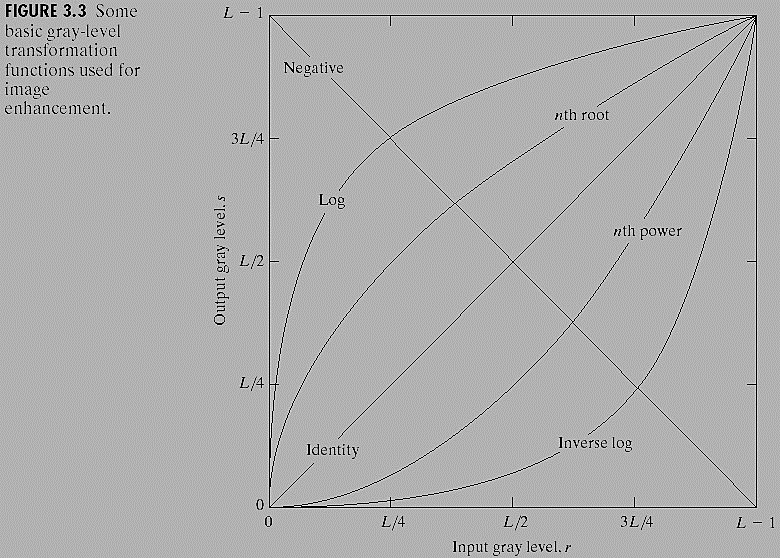 FIGURE 3.3 Some
basic gray-level
transformation
functions used for
image
enhancement.
L − 1
Negative
nth root
3L/4
Log
nth power
Output gray level, s
L/2
L/4
Identity
Inverse log
0
0
L/4
L/2
3L/4
L − 1
Input gray level, r